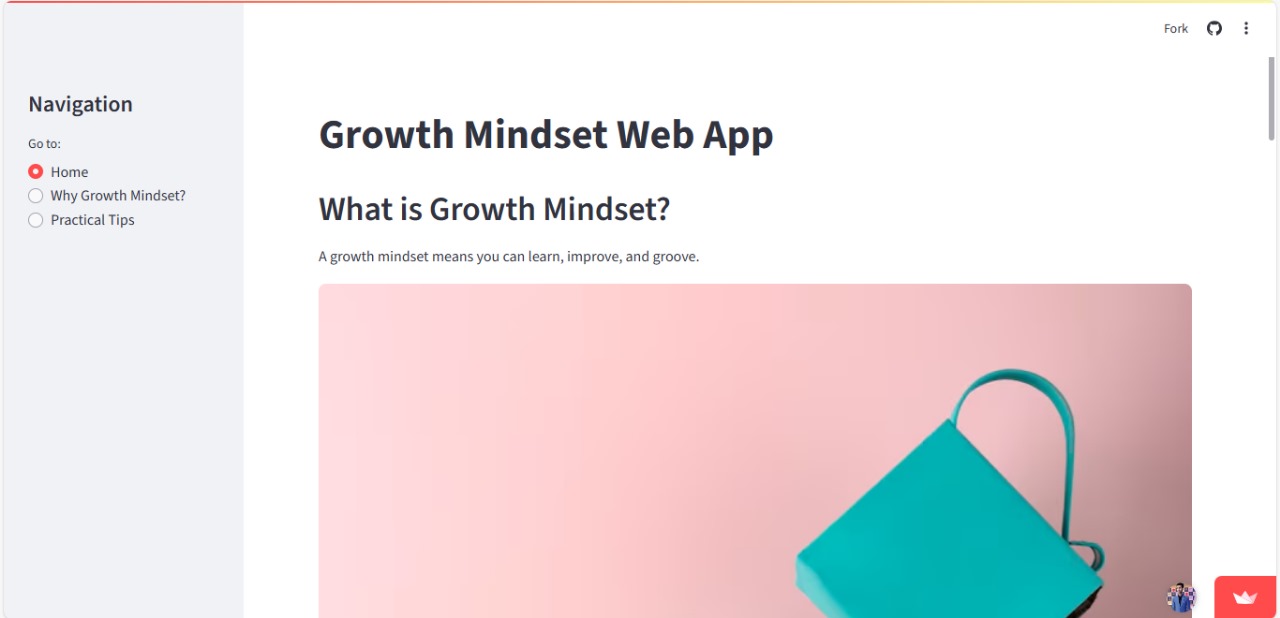 Fork
Navigation
Go to:
Home
Why Growth Mindset?
Practical Tips
Growth Mindset Web App
What is Growth Mindset?
A growth mindset means you can learn, improve, and groove.